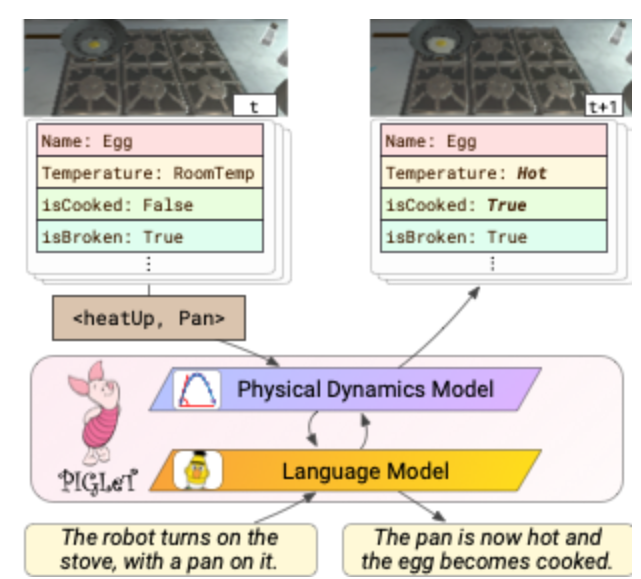 t
t+1
Name: Egg
Temperature: RoomTemp
isCooked: False
isBroken: True
⋮
Name: Egg
Temperature: Hot
isCooked: True
isBroken: True
⋮
<heatUp, Pan>
Physical Dynamics Model
PIGLeT
Language Model
The robot turns on the
stove, with a pan on it.
The pan is now hot and
the egg becomes cooked.